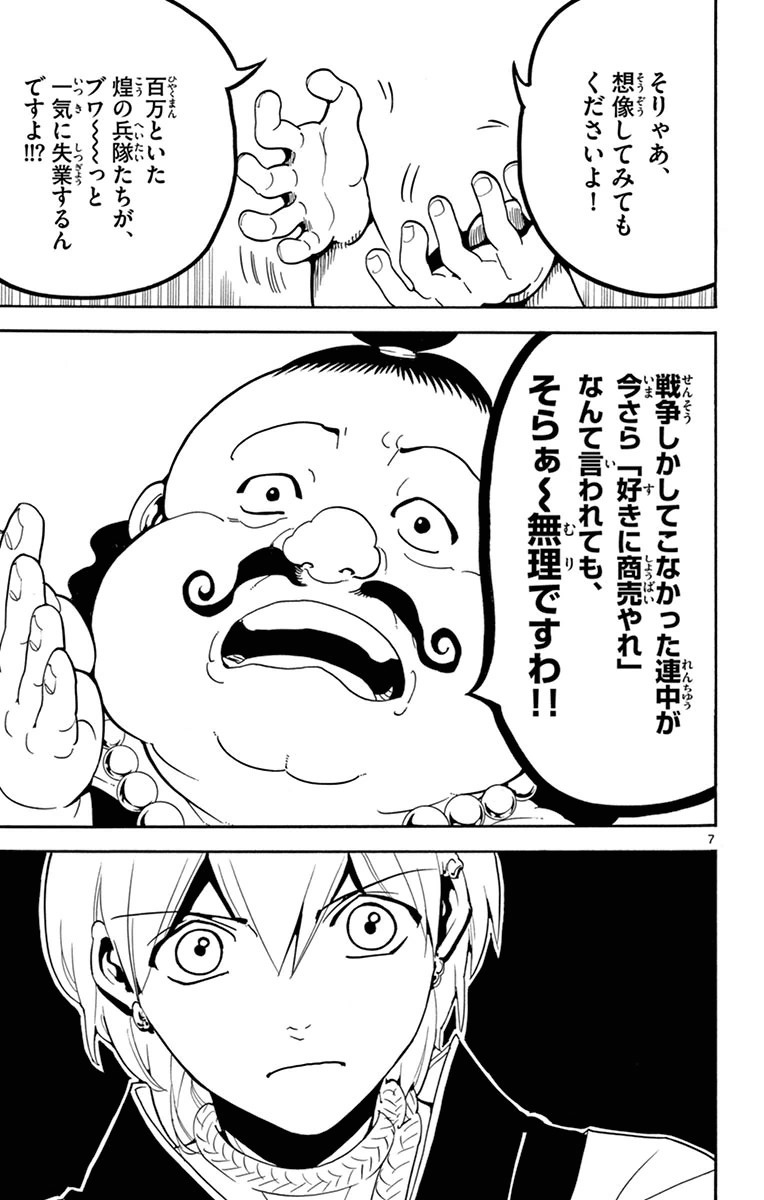 そりゃあ、
想像してみても
くださいよ!
百万といた
煌の兵隊たちが、
ブワ～～～っと
一気に失業するん
ですよ!!?
戦争しかしてこなかった連中が
今さら「好きに商売やれ」
なんて言われても、
そらぁ～無理ですわ!!
7